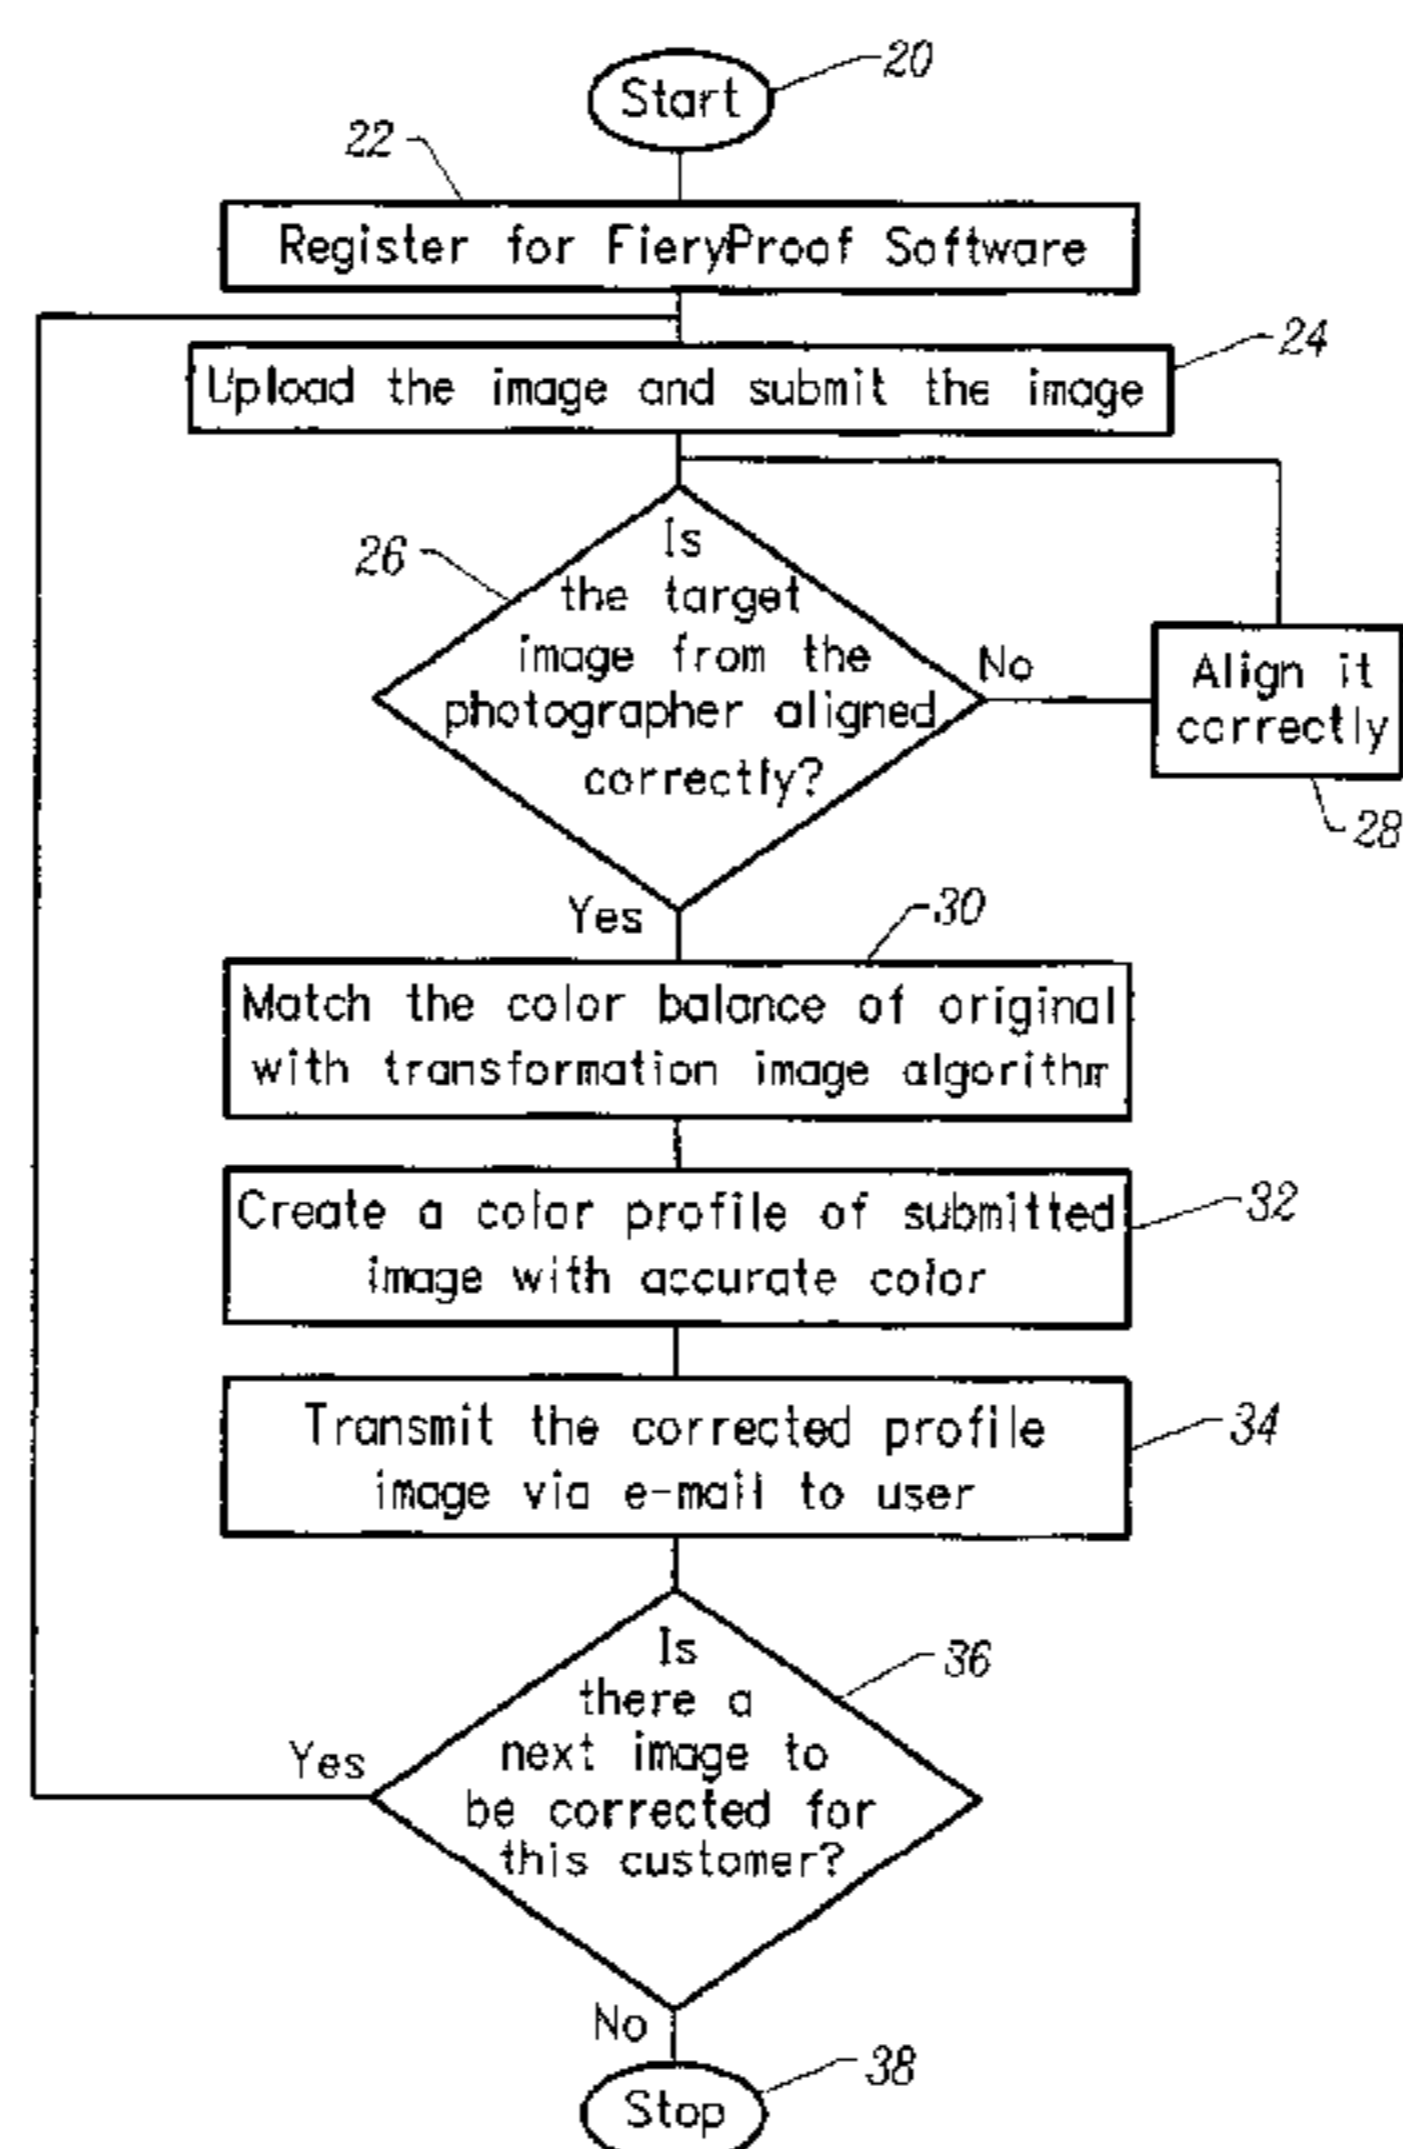 Start
20
22
Register for FieryProof Software
24
Upload the image and submit the image
26
Is
the target
image from the
photographer aligned
correctly?
No
Align it
correctly
28
Yes
30
Match the color balance of original
with transformation image algorithm
32
Create a color profile of submitted
image with accurate color
34
Transmit the corrected profile
image via e-mail to user
36
Is
there a
next image to
be corrected for
this customer?
Yes
No
38
Stop